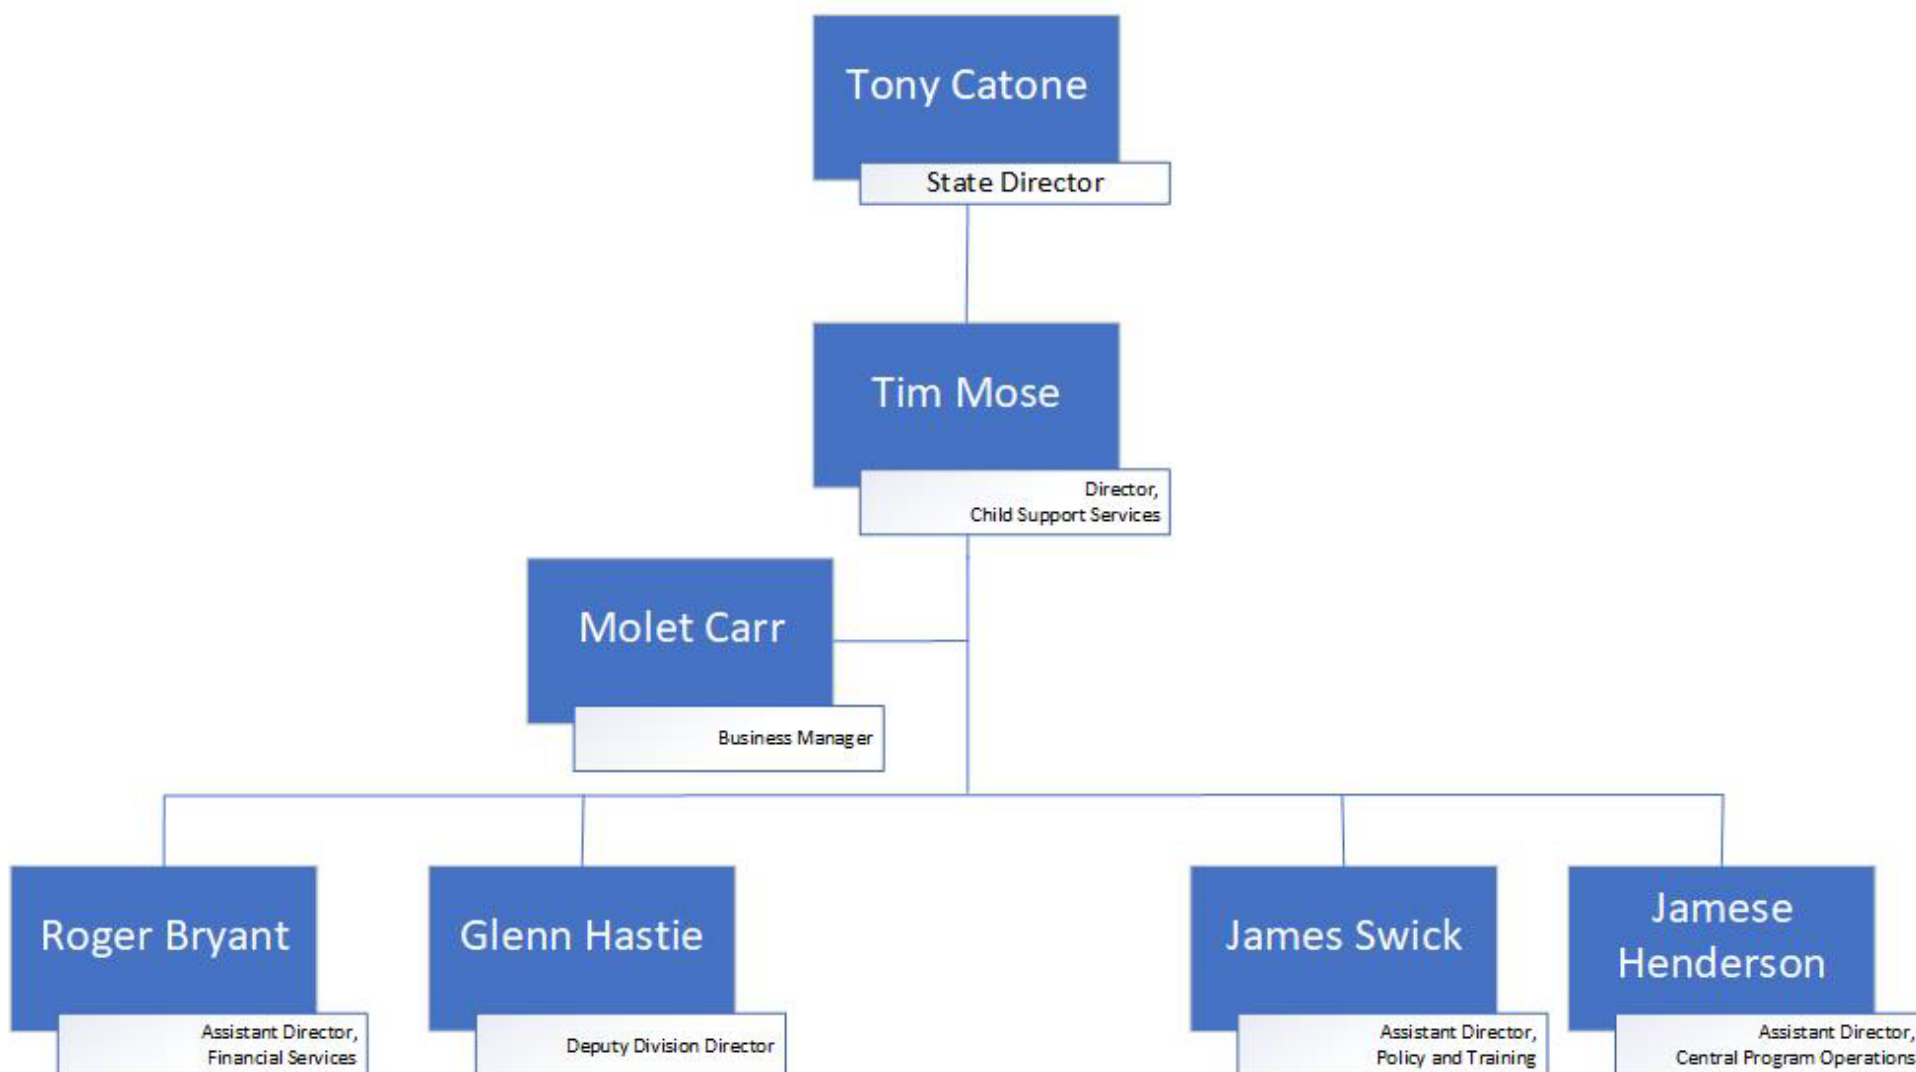 Tony Catone
State Director
Tim Mose
Director,
Child Support Services
Molet Carr
Business Manager
Roger Bryant
Assistant Director,
Financial Services
Glenn Hastie
Deputy Division Director
James Swick
Assistant Director,
Policy and Training
Jamese
Henderson
Assistant Director,
Central Program Operations